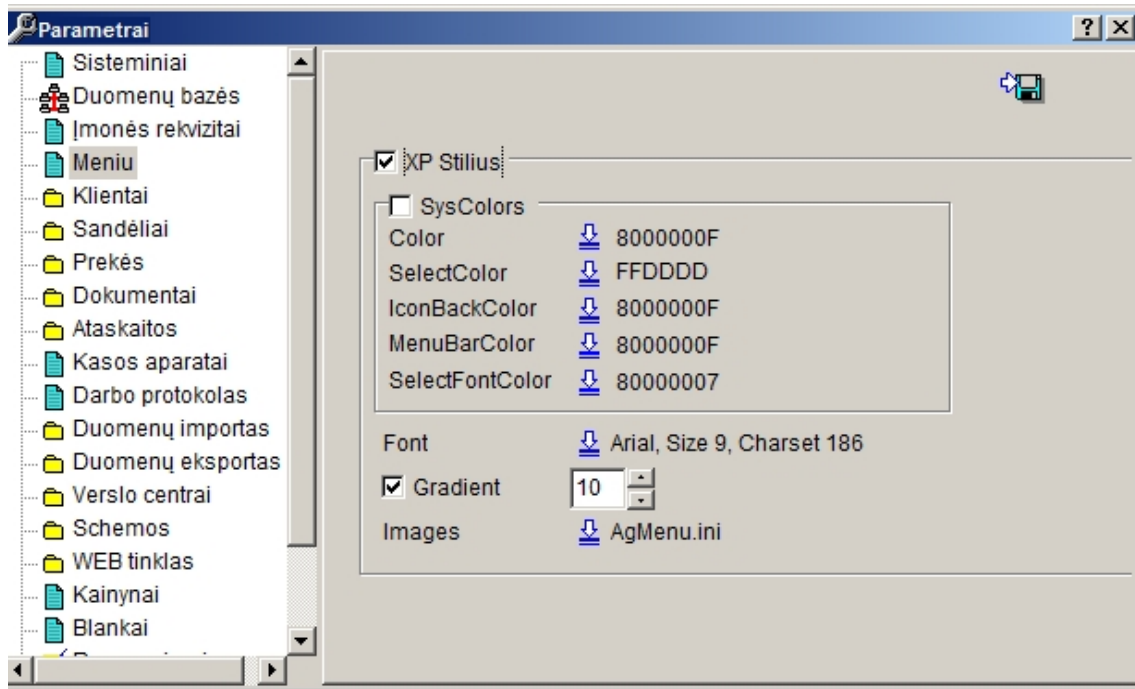 Parametrai
Sisteminiai
Duomenų bazės
Įmonės rekvizitai
Meniu
Klientai
Sandėliai
Prekės
Dokumentai
Ataskaitos
Kasos aparatai
Darbo protokolas
Duomenų importas
Duomenų eksportas
Verslo centrai
Schemos
WEB tinklas
Kainynai
Blankai
XP Stilius
SysColors
Color 8000000F
SelectColor FFDDDD
IconBackColor 8000000F
MenuBarColor 8000000F
SelectFontColor 80000007
Font Arial, Size 9, Charset 186
Gradient 10
Images AgMenu.ini